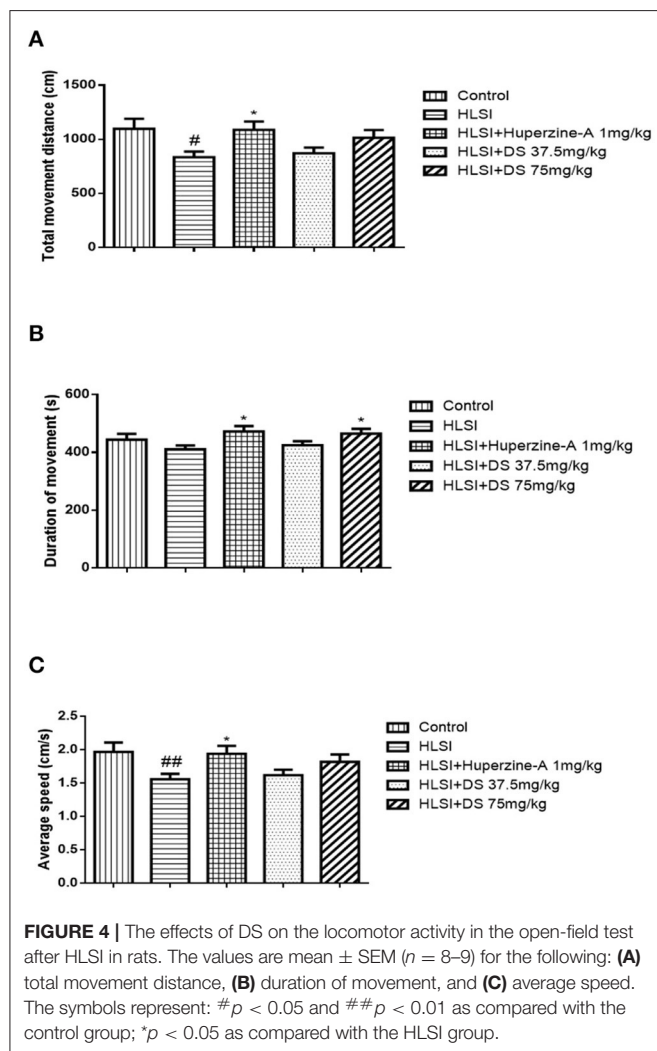 A
Total movement distance (cm)
1500
1000
500
0
#
*
Control
HLSI
HLSI+Huperzine-A 1mg/kg
HLSI+DS 37.5mg/kg
HLSI+DS 75mg/kg
B
Duration of movement (s)
600
400
200
0
*
*
Control
HLSI
HLSI+Huperzine-A 1mg/kg
HLSI+DS 37.5mg/kg
HLSI+DS 75mg/kg
C
Average speed (cm/s)
2.5
2.0
1.5
1.0
0.5
0.0
##
*
Control
HLSI
HLSI+Huperzine-A 1mg/kg
HLSI+DS 37.5mg/kg
HLSI+DS 75mg/kg
FIGURE 4 | The effects of DS on the locomotor activity in the open-field test
after HLSI in rats. The values are mean ± SEM (n = 8–9) for the following: (A)
total movement distance, (B) duration of movement, and (C) average speed.
The symbols represent: #p < 0.05 and ##p < 0.01 as compared with the
control group; *p < 0.05 as compared with the HLSI group.